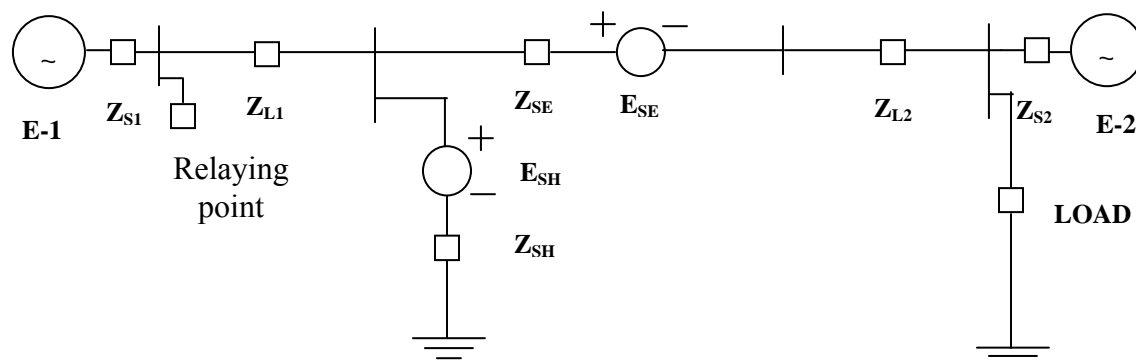 E-1
Z_S1
Z_L1
Z_SE
E_SE
Z_L2
Z_S2
E-2
Relaying
point
E_SH
LOAD
Z_SH